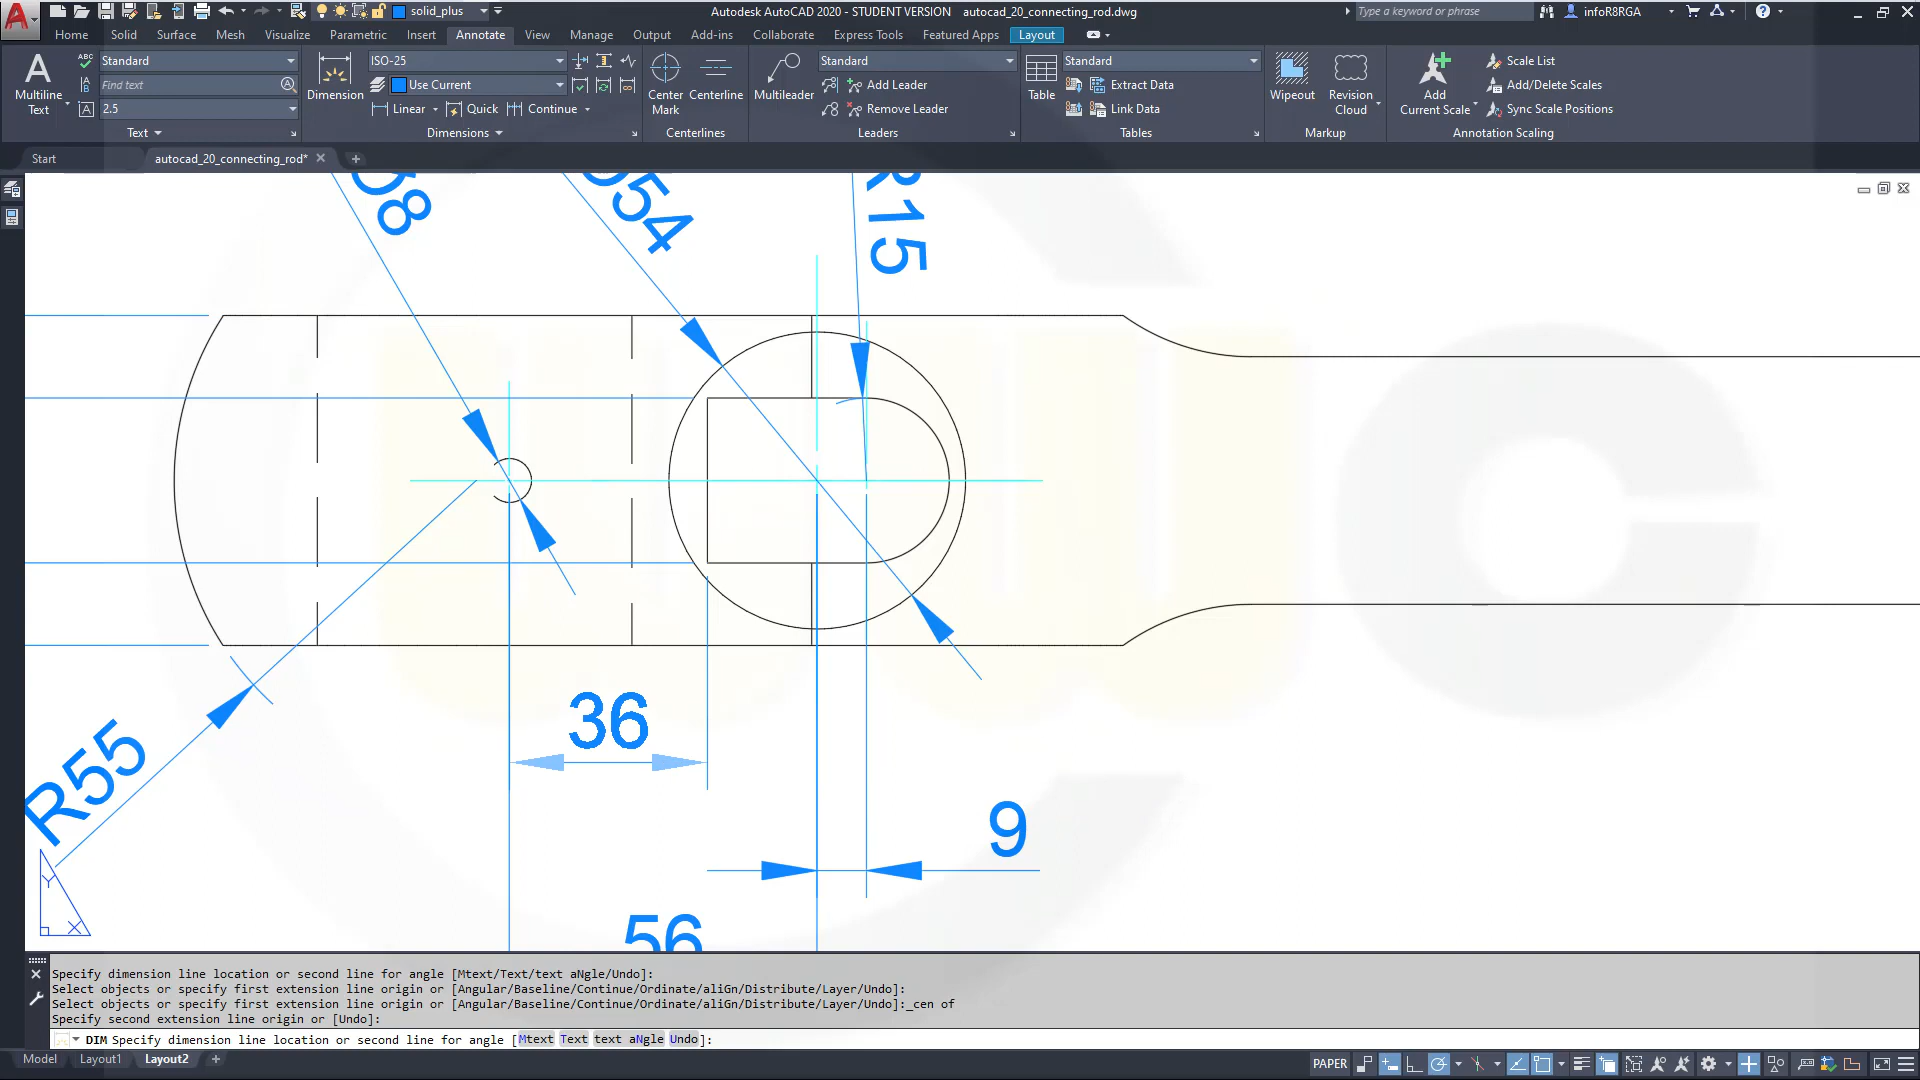 Autodesk AutoCAD 2020 - STUDENT VERSION autocad_20_connecting_rod.dwg
solid_plus
Type a keyword or phrase
infoR8RGA
Home Solid Surface Mesh Visualize Parametric Insert Annotate View Manage Output Add-ins Collaborate Express Tools Featured Apps Layout
Multiline Text
ABC
Standard
Find text
2.5
Text
Dimension
ISO-25
Use Current
Linear Quick Continue
Dimensions
Center Mark
Centerline
Centerlines
Multileader
Standard
Add Leader
Remove Leader
Leaders
Table
Standard
Extract Data
Link Data
Tables
Wipeout
Revision Cloud
Markup
Add Current Scale
Scale List
Add/Delete Scales
Sync Scale Positions
Annotation Scaling
Start autocad_20_connecting_rod*
Ø8
Ø54
R15
36
R55
9
56
Y
X
Specify dimension line location or second line for angle [Mtext/Text/text aNgle/Undo]:
Select objects or specify first extension line origin or [Angular/Baseline/Continue/Ordinate/aliGn/Distribute/Layer/Undo]:
Select objects or specify first extension line origin or [Angular/Baseline/Continue/Ordinate/aliGn/Distribute/Layer/Undo]:_cen of
Specify second extension line origin or [Undo]:
DIM Specify dimension line location or second line for angle [Mtext Text text aNgle Undo]:
Model Layout1 Layout2
PAPER